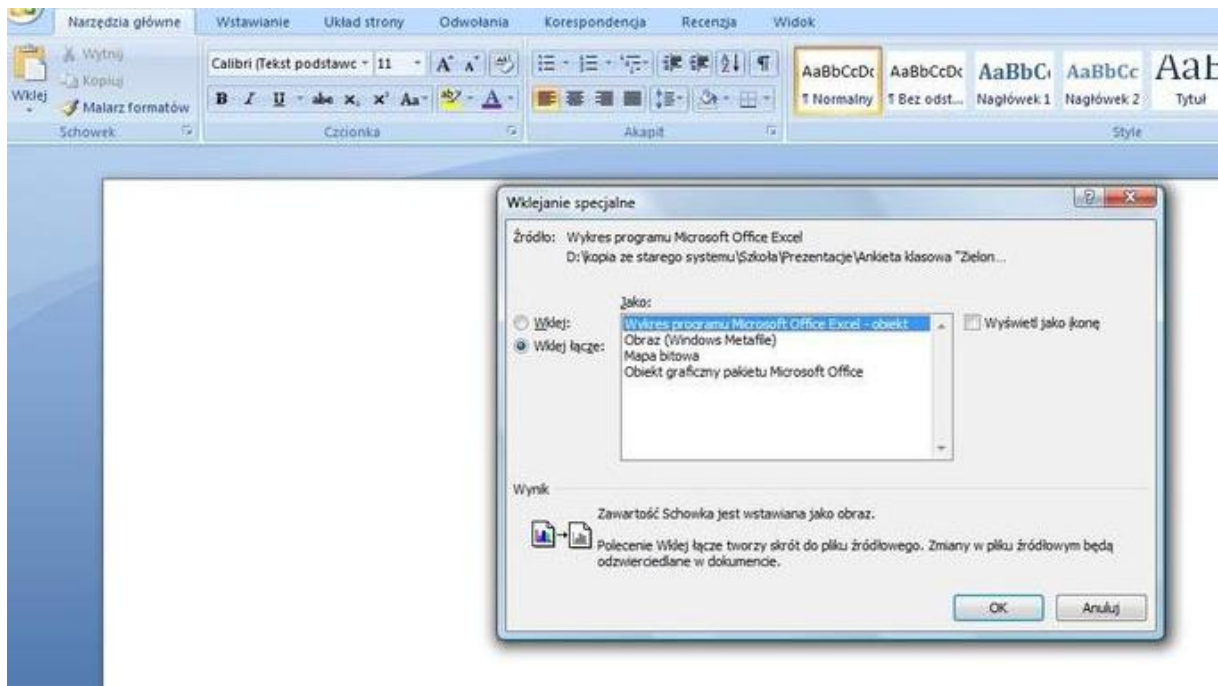 Narzędzia główne Wstawianie Układ strony Odwołania Korespondencja Recenzja Widok
Wklej
Wytnij
Kopiuj
Malarz formatów
Schowek
Calibri (Tekst podstawc 11
B I U abc x₂ x² Aa
Czcionka
Akapit
AaBbCcDc AaBbCcDc AaBbC AaBbCc AaB
¶ Normalny ¶ Bez odst... Nagłówek 1 Nagłówek 2 Tytuł
Style
Wklejanie specjalne
Źródło: Wykres programu Microsoft Office Excel
D:\kopia ze starego systemu\Szkoła\Prezentacje\Ankieta klasowa "Zielon...
Jako:
Wklej:
Wklej łącze:
Wykres programu Microsoft Office Excel - obiekt
Obraz (Windows Metafile)
Mapa bitowa
Obiekt graficzny pakietu Microsoft Office
Wyświetl jako ikonę
Wynik
Zawartość Schowka jest wstawiana jako obraz.
Polecenie Wklej łącze tworzy skrót do pliku źródłowego. Zmiany w pliku źródłowym będą
odzwierciedlane w dokumencie.
OK Anuluj